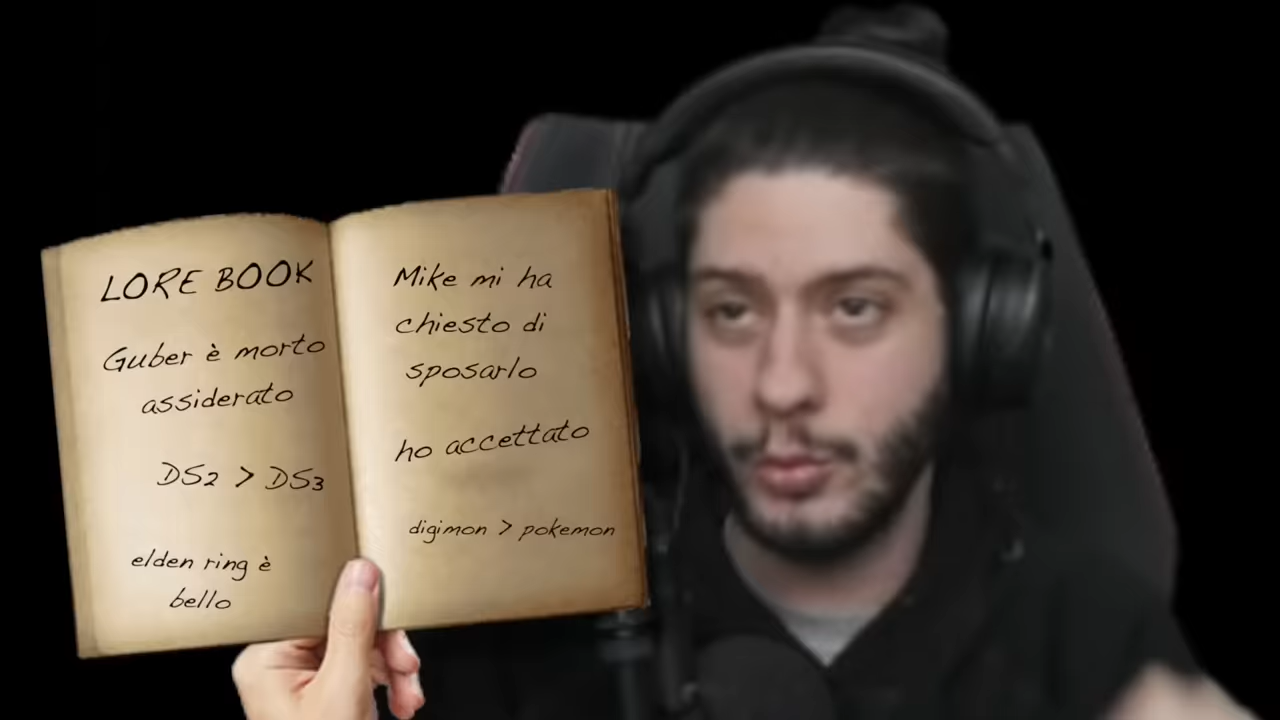 LORE BOOK
Guber è morto
assiderato
DS2 > DS3
elden ring è
bello
Mike mi ha
chiesto di
sposarlo
ho accettato
digimon > pokemon